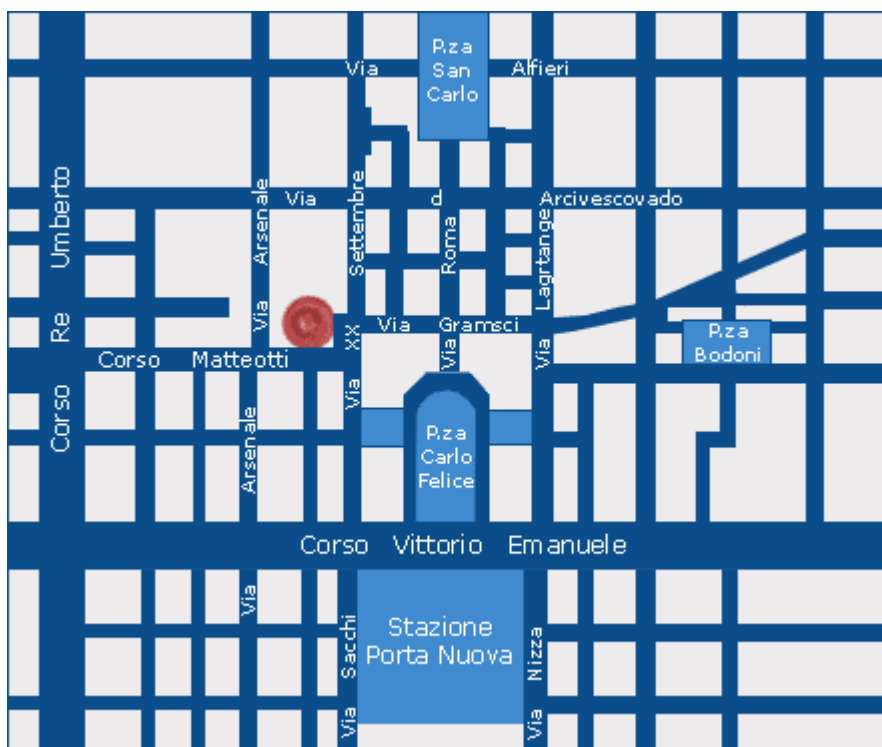 P.za
San
Carlo
Via Alfieri
Via d Arcivescovado
Corso Re Umberto
Via Arsenale
Via XX Settembre
Via Roma
Via Lagrtange
Via Gramsci
P.za
Bodoni
Corso Matteotti
Via Arsenale
P.za
Carlo
Felice
Corso Vittorio Emanuele
Stazione
Porta Nuova
Via Sacchi
Via Nizza